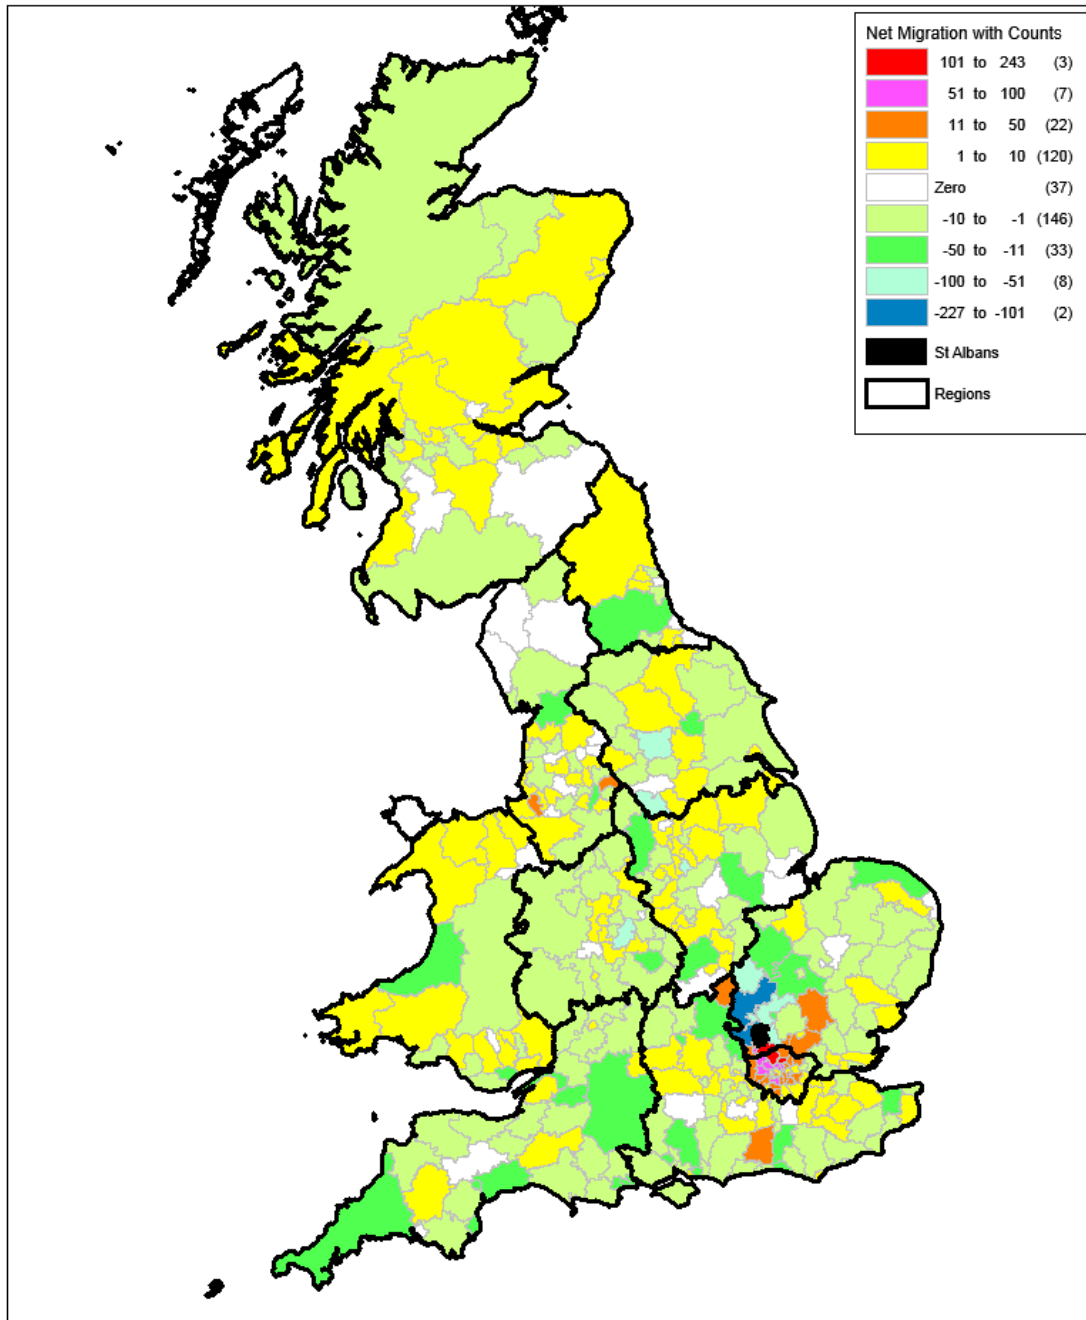 Net Migration with Counts
101 to 243 (3)
51 to 100 (7)
11 to 50 (22)
1 to 10 (120)
Zero (37)
-10 to -1 (146)
-50 to -11 (33)
-100 to -51 (8)
-227 to -101 (2)
St Albans
Regions